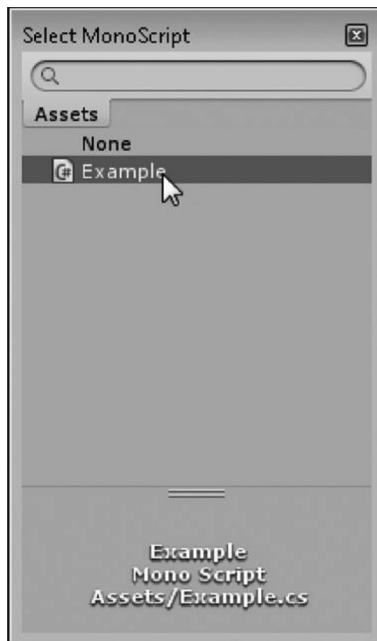 Select MonoScript
Assets
None
C# Example
Example
Mono Script
Assets/Example.cs